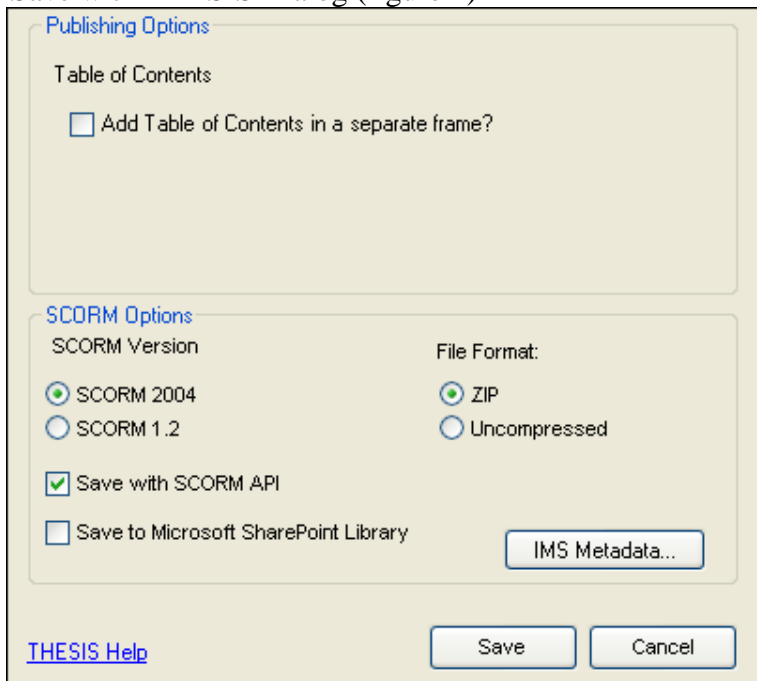 Publishing Options
Table of Contents
Add Table of Contents in a separate frame?
SCORM Options
SCORM Version
File Format:
SCORM 2004
ZIP
SCORM 1.2
Uncompressed
Save with SCORM API
Save to Microsoft SharePoint Library
IMS Metadata...
THESIS Help
Save
Cancel